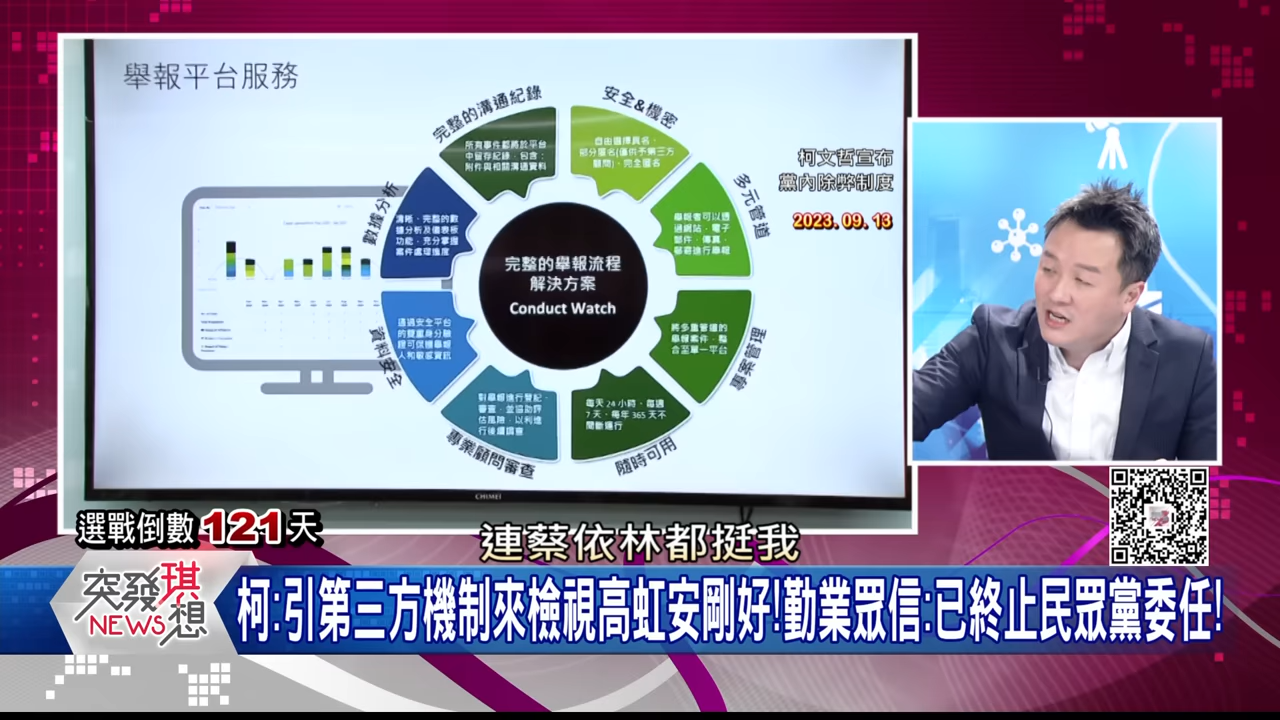 舉報平台服務
完整的溝通紀錄
所有事件都將於平台
中留存紀錄，包含：
附件與相關溝通資料
安全&機密
自由選擇具名、
部分匿名(僅供予第三方
顧問)、完全匿名
多元管道
舉報者可以透
過網站、電子
郵件、傳真、
郵寄進行舉報
專案管理
將多重管道的
舉報案件，整
合至單一平台
隨時可用
每天 24 小時、每週
7 天、每年 365 天不
間斷運行
專業顧問審查
對舉報進行登記、
審查，並協助評
估風險，以利進
行後續調查
資料安全
通過安全平台
的雙重身分驗
證可保護舉報
人和敏感資訊
數據分析
清晰、完整的數
據分析及儀表板
功能，充分掌握
案件處理進度
完整的舉報流程
解決方案
Conduct Watch
柯文哲宣布
黨內除弊制度
2023. 09. 13
CHIMEI
選戰倒數 121 天
連蔡依林都挺我
突發琪想
NEWS
柯:引第三方機制來檢視高虹安剛好!勤業眾信:已終止民眾黨委任!